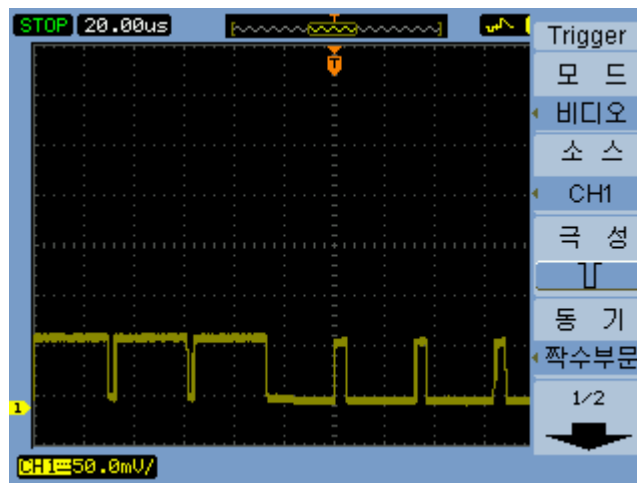 STOP 20.00us T
T
Trigger
모 드
비디오
소 스
CH1
극 성
동 기
짝수부문
1/2
1
CH1 50.0mV/